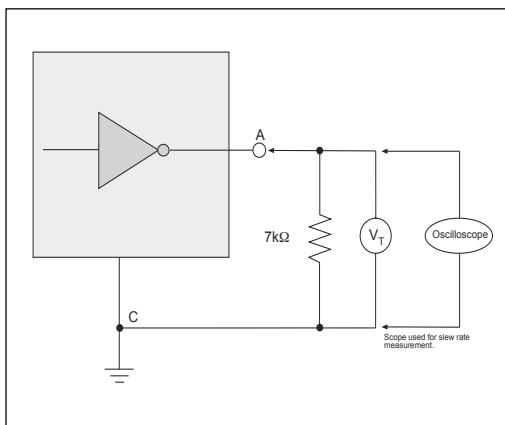 A
7kΩ
VT
Oscilloscope
C
Scope used for slew rate
measurement.